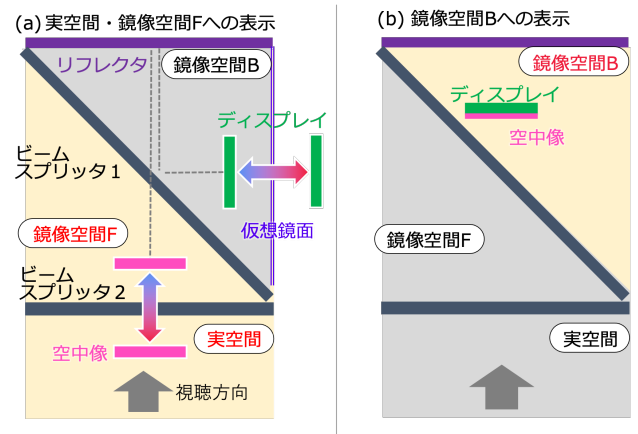 (a) 実空間・鏡像空間Fへの表示
リフレクタ
鏡像空間B
ディスプレイ
ビーム
スプリッタ1
仮想鏡面
鏡像空間F
ビーム
スプリッタ2
実空間
空中像
視聴方向
(b) 鏡像空間Bへの表示
鏡像空間B
ディスプレイ
空中像
鏡像空間F
実空間